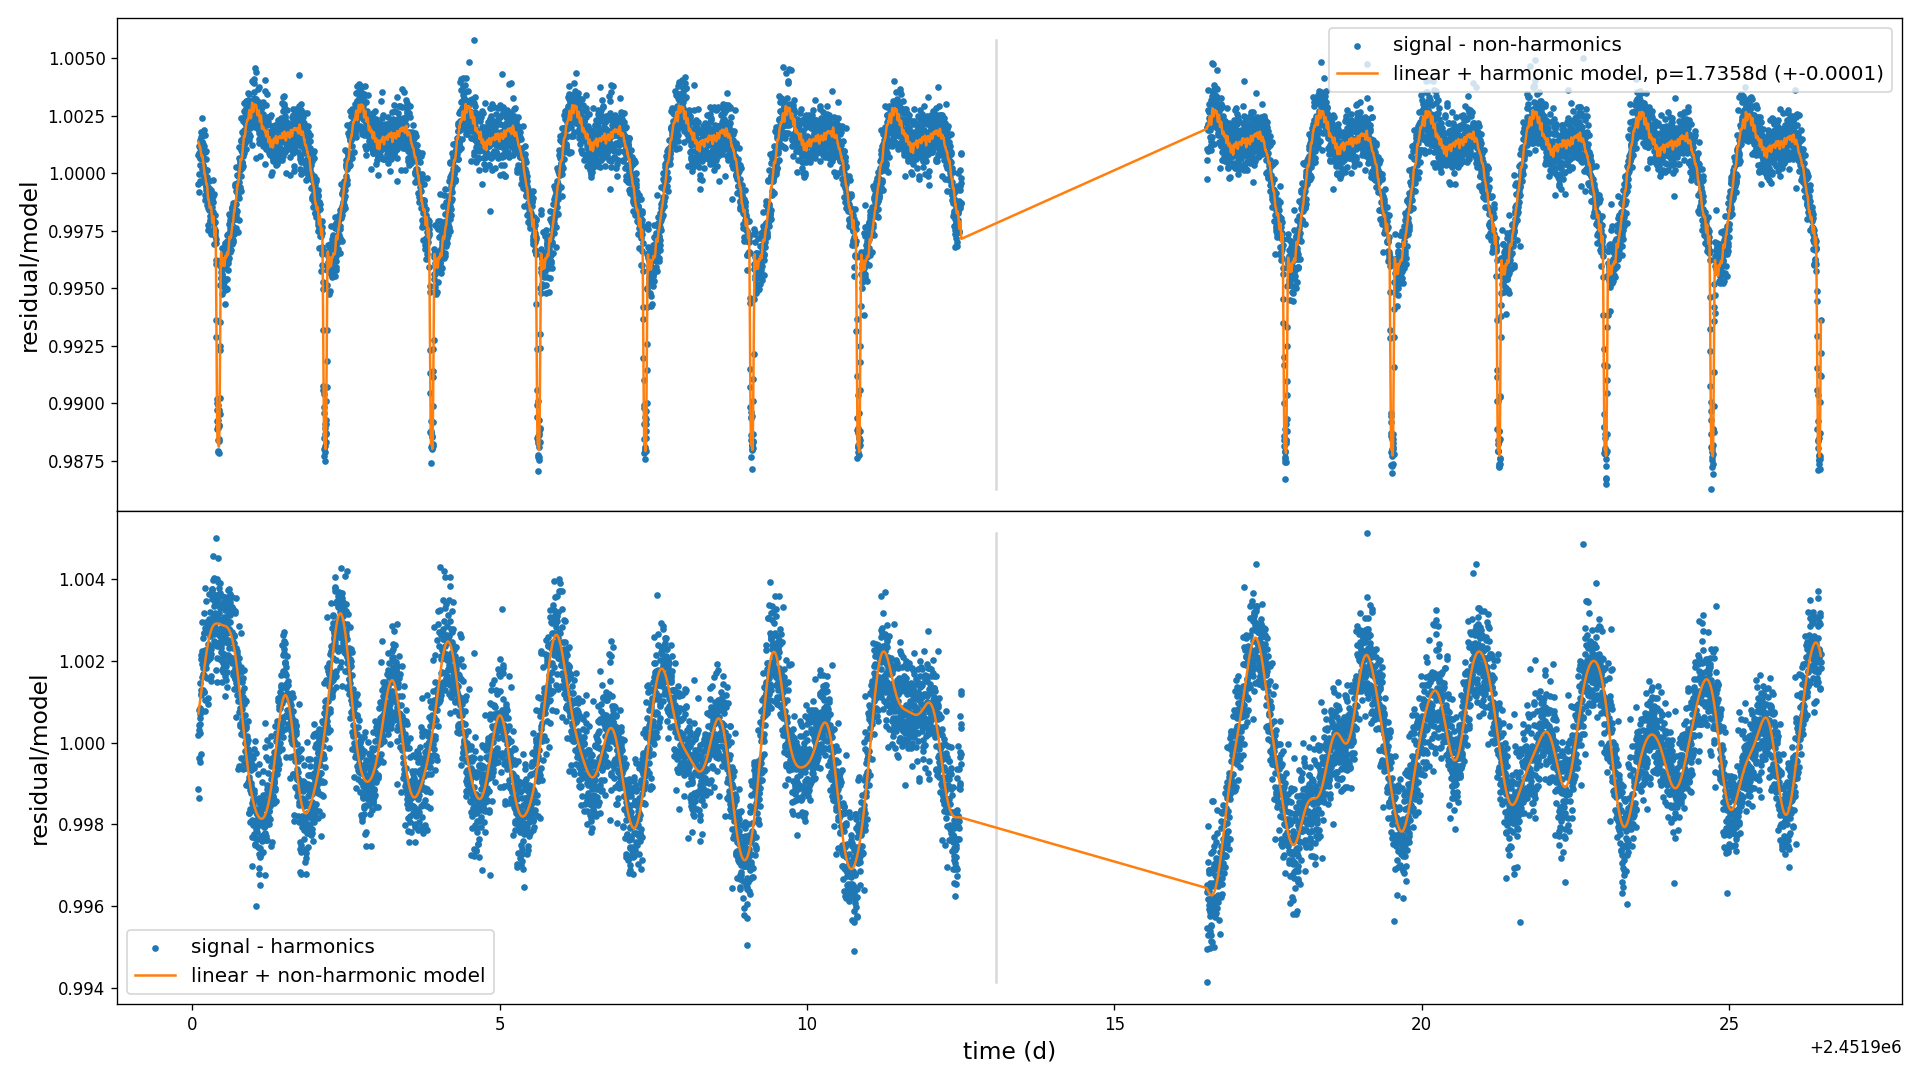 signal - non-harmonics
linear + harmonic model, p=1.7358d (+-0.0001)
residual/model
1.0050
1.0025
1.0000
0.9975
0.9950
0.9925
0.9900
0.9875
residual/model
1.004
1.002
1.000
0.998
0.996
0.994
signal - harmonics
linear + non-harmonic model
0 5 10 15 20 25
time (d)
+2.4519e6